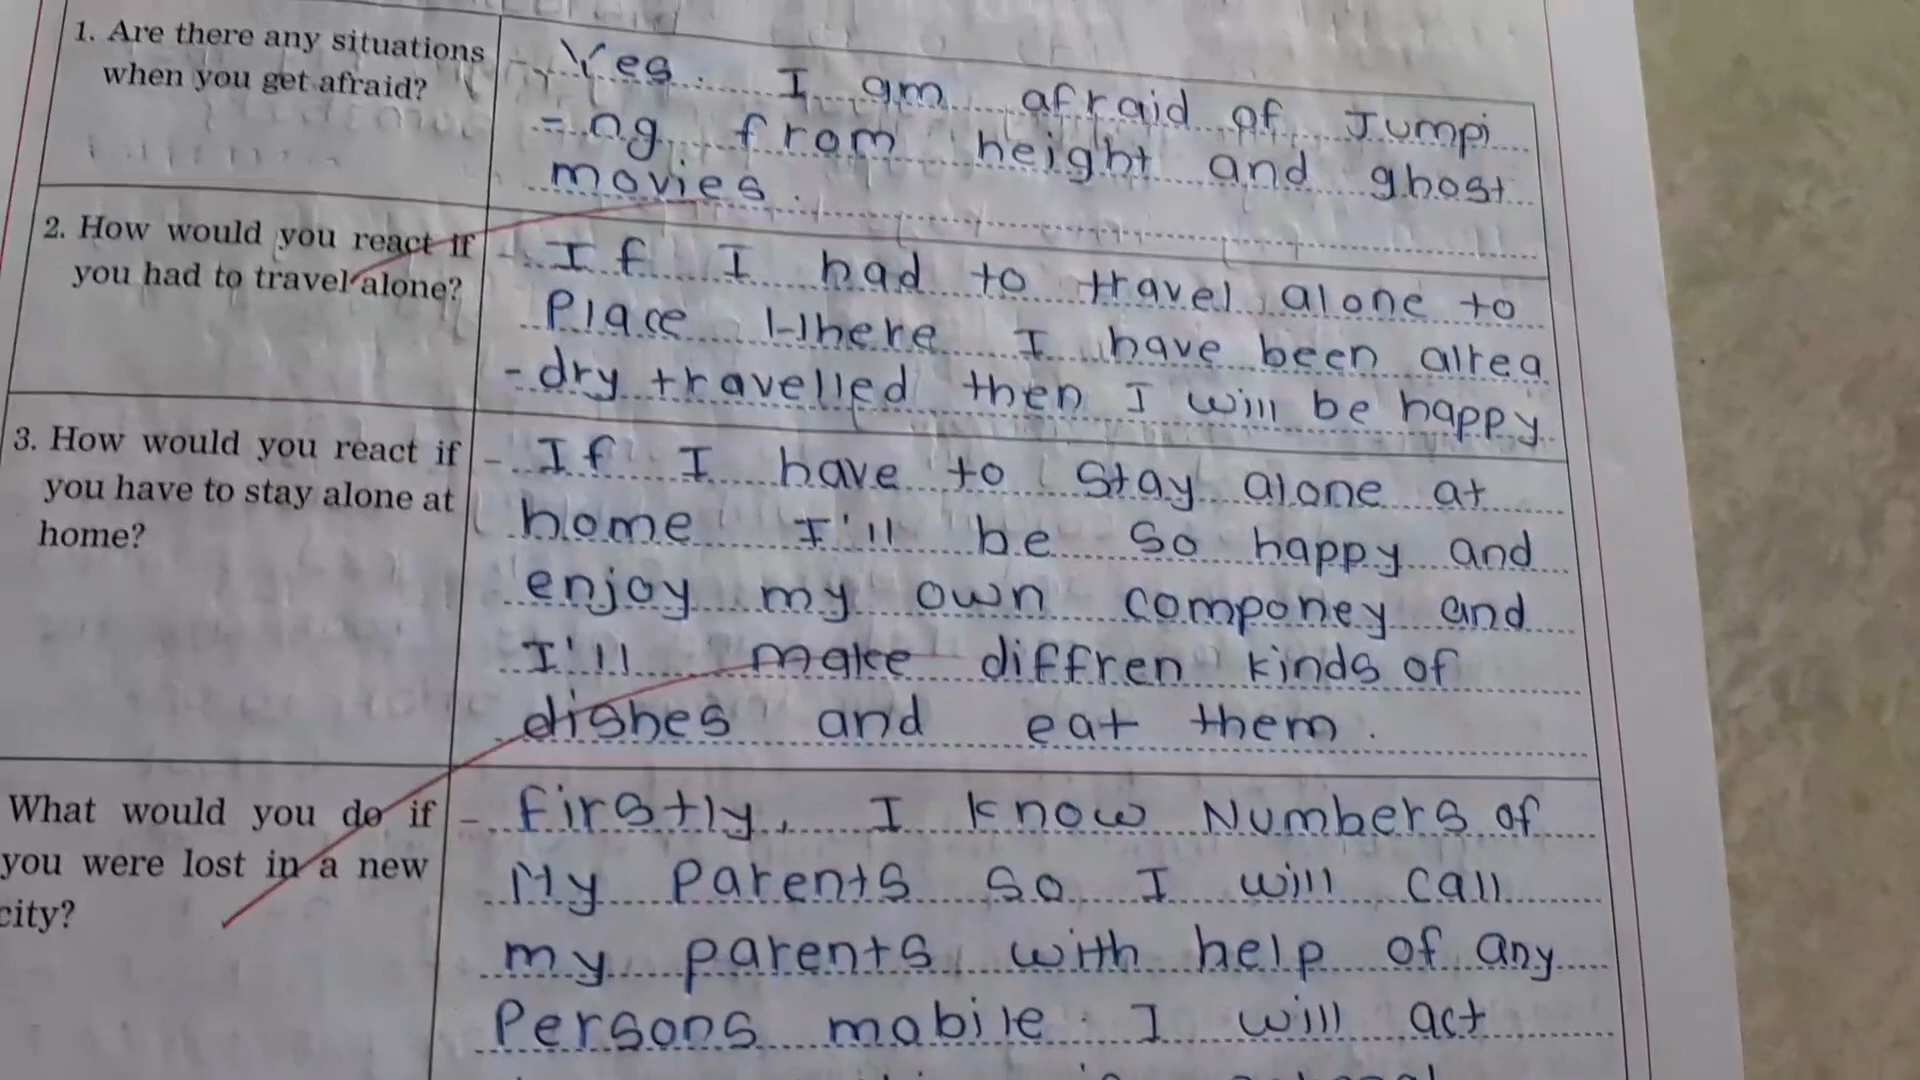 1. Are there any situations
when you get afraid?
- Yes. I am afraid of Jumpi
= ng from height and ghost
movies.
2. How would you react if
you had to travel alone?
- If I had to travel alone to
Place Where I have been alrea
- dry travelled then I will be happy.
3. How would you react if
you have to stay alone at
home?
- If I have to stay alone at
home I'll be so happy and
enjoy my own componey and
I'll make diffren kinds of
dishes and eat them.
What would you do if
you were lost in a new
city?
- firstly, I know Numbers of
My Parents so I will call
my parents with help of any
Persons mobile. I will act